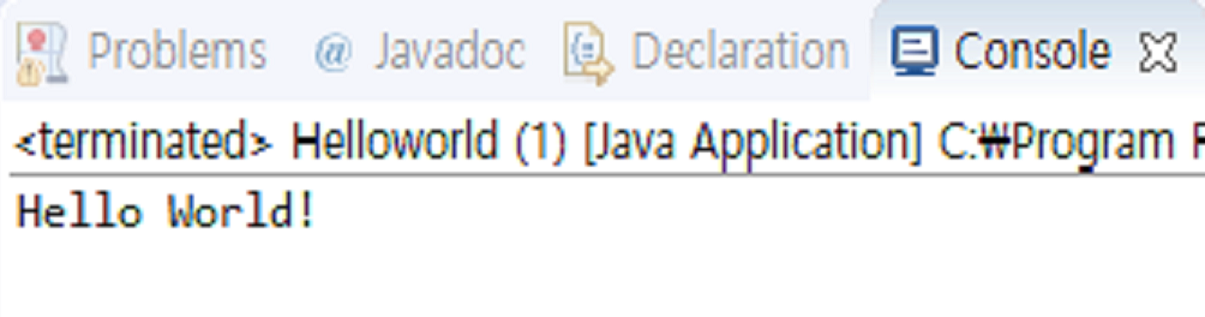 Problems @ Javadoc Declaration Console
<terminated> Helloworld (1) [Java Application] C:₩Program
Hello World!